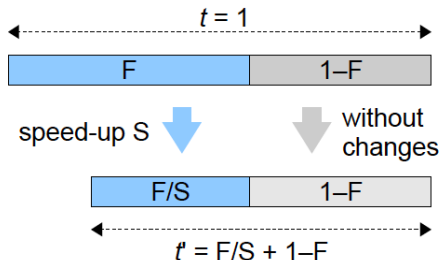 t = 1
F 1–F
speed-up S
without
changes
F/S 1–F
t' = F/S + 1–F